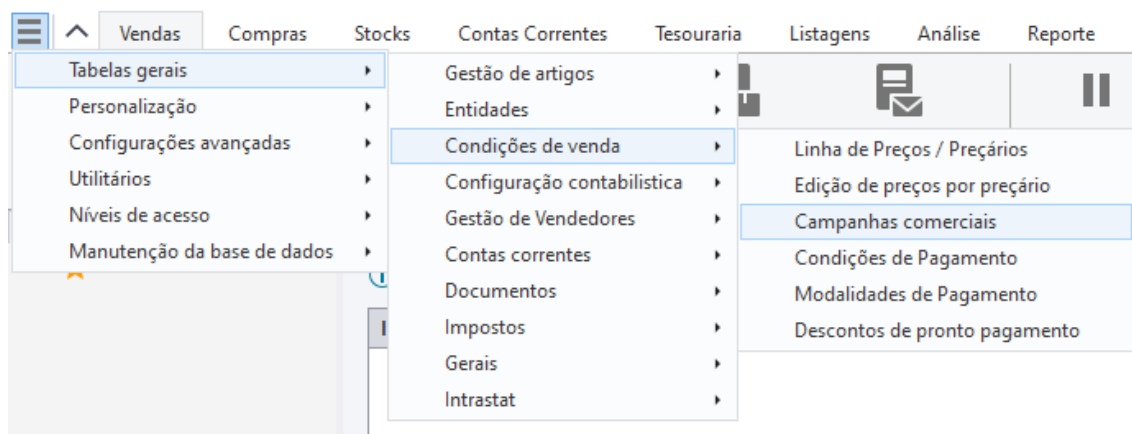 Vendas Compras Stocks Contas Correntes Tesouraria Listagens Análise Reporte
Tabelas gerais
Personalização
Configurações avançadas
Utilitários
Níveis de acesso
Manutenção da base de dados
Gestão de artigos
Entidades
Condições de venda
Configuração contabilistica
Gestão de Vendedores
Contas correntes
Documentos
Impostos
Gerais
Intrastat
Linha de Preços / Preçários
Edição de preços por preçário
Campanhas comerciais
Condições de Pagamento
Modalidades de Pagamento
Descontos de pronto pagamento